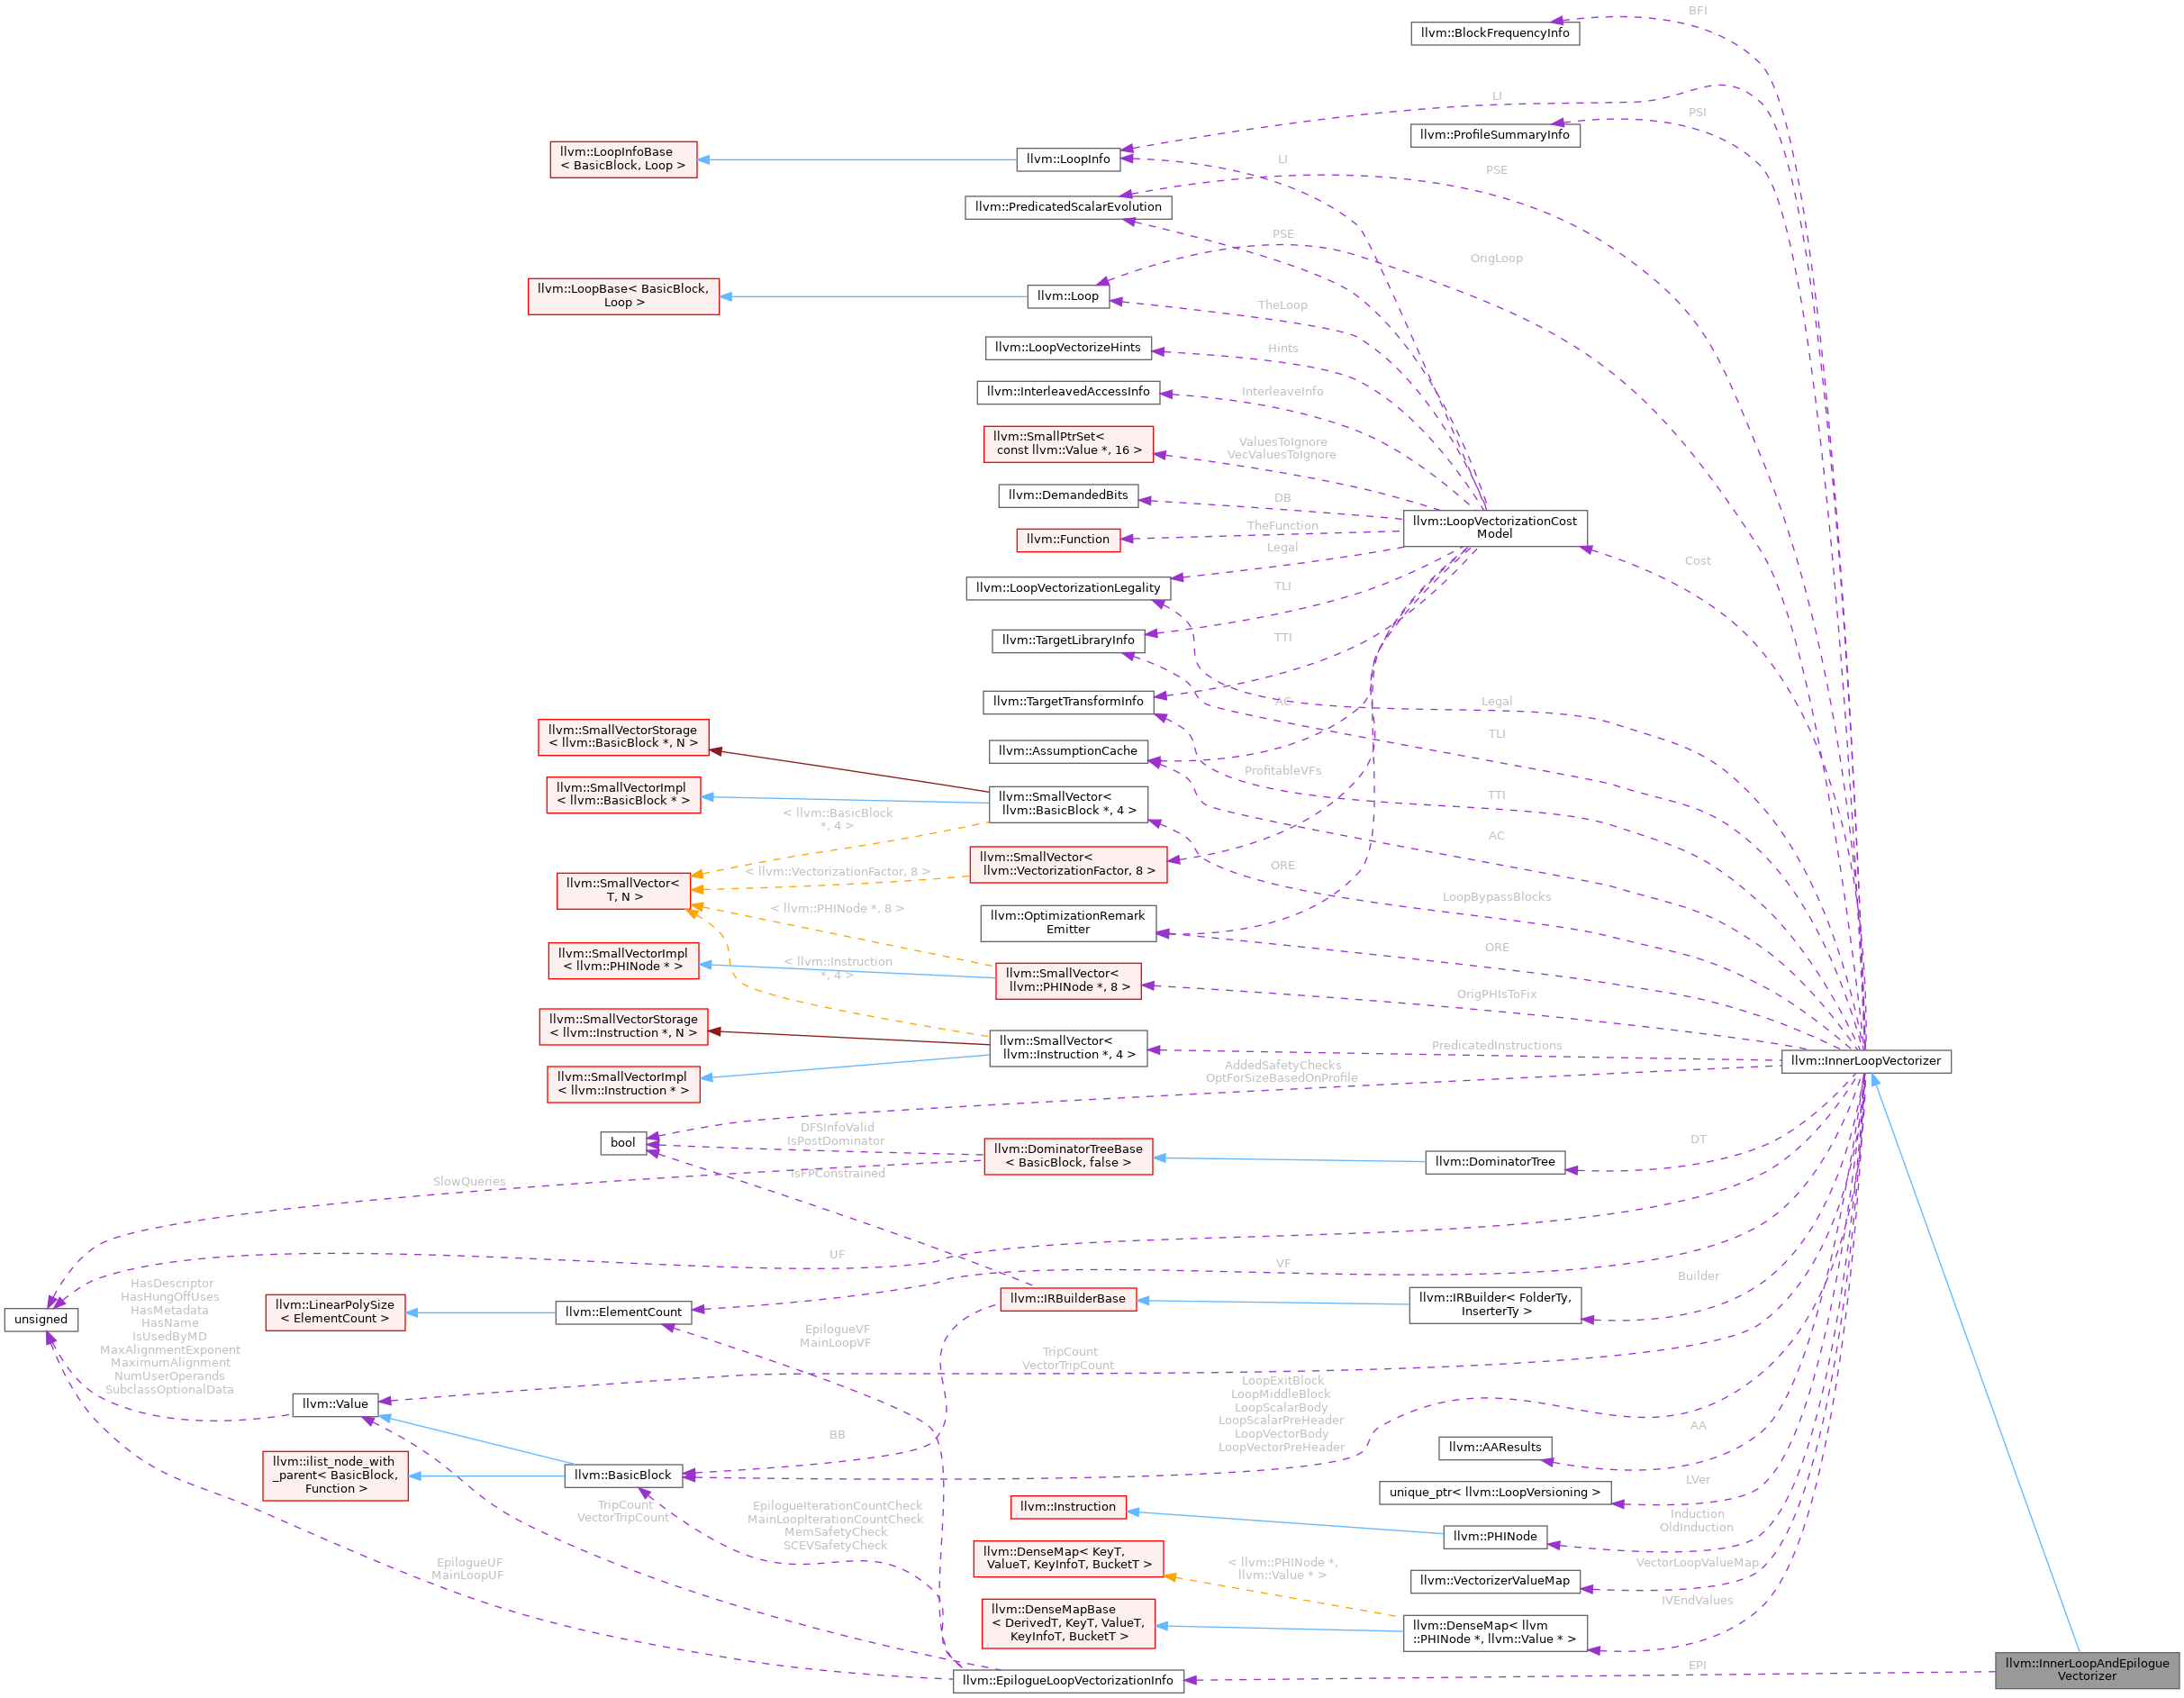 BFI
llvm::BlockFrequencyInfo
LI
PSI
llvm::ProfileSummaryInfo
llvm::LoopInfoBase
< BasicBlock, Loop >
llvm::LoopInfo
LI
PSE
llvm::PredicatedScalarEvolution
PSE
OrigLoop
llvm::LoopBase< BasicBlock,
Loop >
llvm::Loop
TheLoop
llvm::LoopVectorizeHints
Hints
llvm::InterleavedAccessInfo
InterleaveInfo
llvm::SmallPtrSet<
const llvm::Value *, 16 >
ValuesToIgnore
VecValuesToIgnore
llvm::DemandedBits
DB
llvm::LoopVectorizationCost
Model
llvm::Function
TheFunction
Legal
Cost
llvm::LoopVectorizationLegality
TLI
llvm::TargetLibraryInfo
TTI
llvm::TargetTransformInfo
AC
Legal
llvm::SmallVectorStorage
< llvm::BasicBlock *, N >
TLI
llvm::AssumptionCache
ProfitableVFs
llvm::SmallVectorImpl
< llvm::BasicBlock * >
llvm::SmallVector<
llvm::BasicBlock *, 4 >
TTI
< llvm::BasicBlock
*, 4 >
AC
llvm::SmallVector<
llvm::VectorizationFactor, 8 >
< llvm::VectorizationFactor, 8 >
ORE
llvm::SmallVector<
T, N >
LoopBypassBlocks
< llvm::PHINode *, 8 >
llvm::OptimizationRemark
Emitter
ORE
llvm::SmallVectorImpl
< llvm::PHINode * >
< llvm::Instruction
*, 4 >
llvm::SmallVector<
llvm::PHINode *, 8 >
OrigPHIsToFix
llvm::SmallVectorStorage
< llvm::Instruction *, N >
llvm::SmallVector<
llvm::Instruction *, 4 >
PredicatedInstructions
llvm::InnerLoopVectorizer
llvm::SmallVectorImpl
< llvm::Instruction * >
AddedSafetyChecks
OptForSizeBasedOnProfile
bool
DFSInfoValid
IsPostDominator
llvm::DominatorTreeBase
< BasicBlock, false >
DT
llvm::DominatorTree
IsFPConstrained
SlowQueries
UF
VF
Builder
HasDescriptor
HasHungOffUses
HasMetadata
HasName
IsUsedByMD
MaxAlignmentExponent
MaximumAlignment
NumUserOperands
SubclassOptionalData
unsigned
llvm::LinearPolySize
< ElementCount >
llvm::ElementCount
llvm::IRBuilderBase
llvm::IRBuilder< FolderTy,
InserterTy >
EpilogueVF
MainLoopVF
TripCount
VectorTripCount
llvm::Value
LoopExitBlock
LoopMiddleBlock
LoopScalarBody
LoopScalarPreHeader
LoopVectorBody
LoopVectorPreHeader
BB
AA
llvm::AAResults
llvm::ilist_node_with
_parent< BasicBlock,
Function >
llvm::BasicBlock
LVer
unique_ptr< llvm::LoopVersioning >
TripCount
VectorTripCount
EpilogueIterationCountCheck
MainLoopIterationCountCheck
MemSafetyCheck
SCEVSafetyCheck
llvm::Instruction
Induction
OldInduction
llvm::PHINode
EpilogueUF
MainLoopUF
llvm::DenseMap< KeyT,
ValueT, KeyInfoT, BucketT >
< llvm::PHINode *,
llvm::Value * >
VectorLoopValueMap
llvm::VectorizerValueMap
IVEndValues
llvm::DenseMapBase
< DerivedT, KeyT, ValueT,
KeyInfoT, BucketT >
llvm::DenseMap< llvm
::PHINode *, llvm::Value * >
llvm::EpilogueLoopVectorizationInfo
EPI
llvm::InnerLoopAndEpilogue
Vectorizer